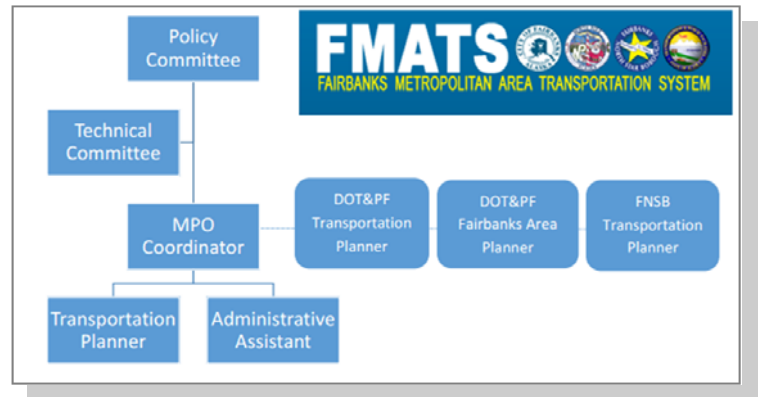 Policy
Committee
FMATS
FAIRBANKS METROPOLITAN AREA TRANSPORTATION SYSTEM
Technical
Committee
MPO
Coordinator
DOT&PF
Transportation
Planner
DOT&PF
Fairbanks Area
Planner
FNSB
Transportation
Planner
Transportation
Planner
Administrative
Assistant